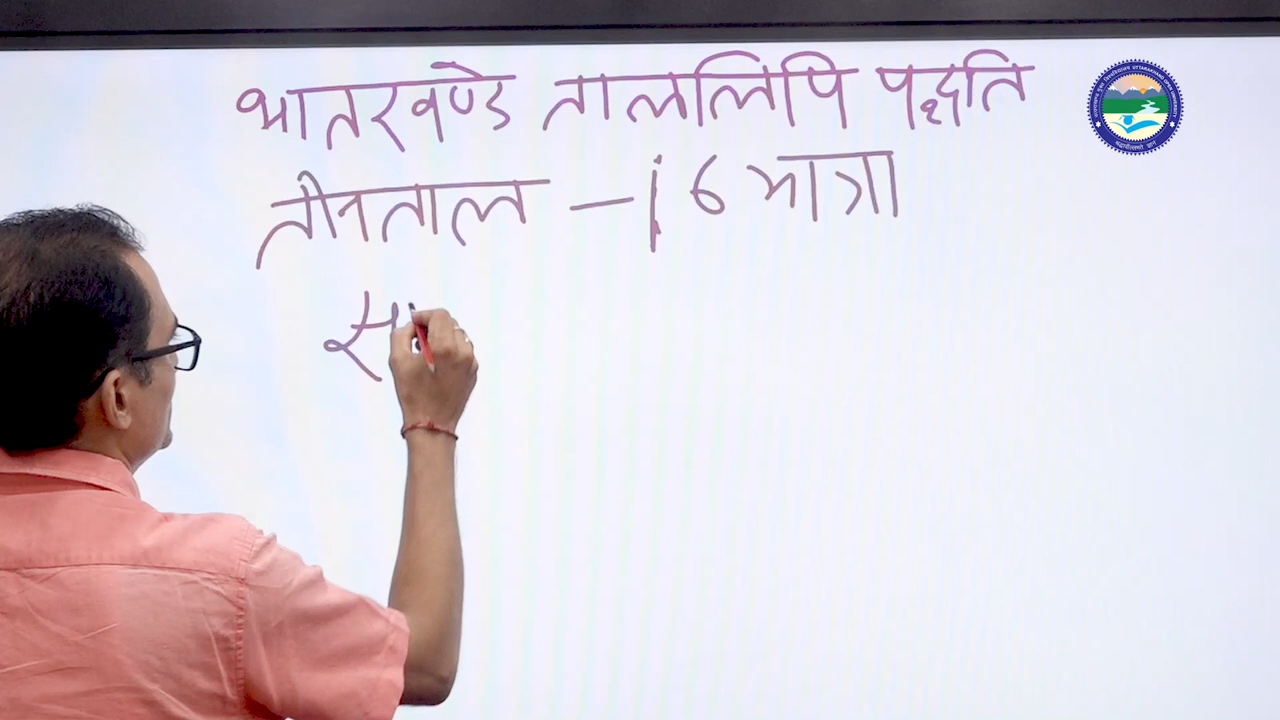 भातखण्डे ताललिपि पद्धति
तीनताल – 16 मात्रा
स